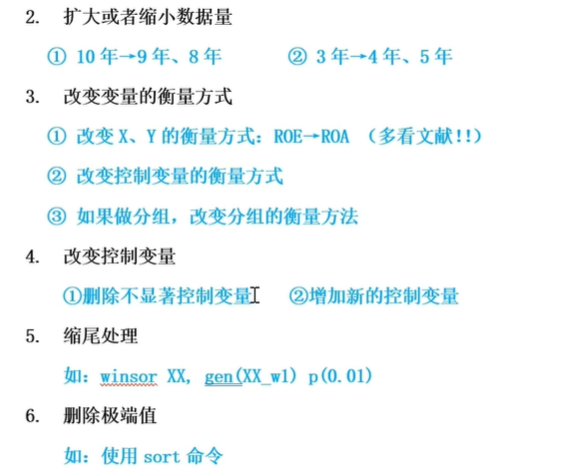 2. 扩大或者缩小数据量
① 10年→9年、8年 ② 3年→4年、5年
3. 改变变量的衡量方式
① 改变X、Y的衡量方式：ROE→ROA （多看文献!!）
② 改变控制变量的衡量方式
③ 如果做分组，改变分组的衡量方法
4. 改变控制变量
①删除不显著控制变量 ②增加新的控制变量
5. 缩尾处理
如：winsor XX, gen(XX_w1) p(0.01)
6. 删除极端值
如：使用 sort 命令